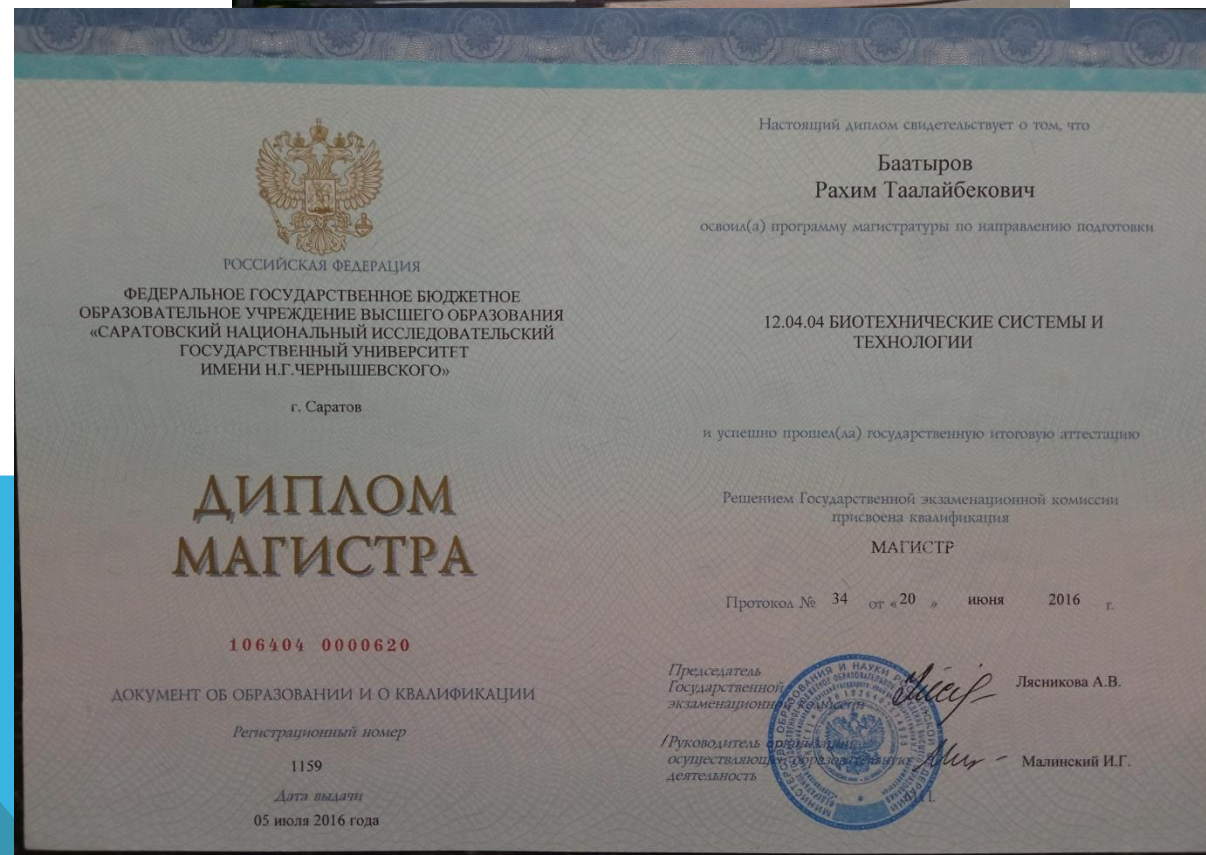 РОССИЙСКАЯ ФЕДЕРАЦИЯ
ФЕДЕРАЛЬНОЕ ГОСУДАРСТВЕННОЕ БЮДЖЕТНОЕ
ОБРАЗОВАТЕЛЬНОЕ УЧРЕЖДЕНИЕ ВЫСШЕГО ОБРАЗОВАНИЯ
«САРАТОВСКИЙ НАЦИОНАЛЬНЫЙ ИССЛЕДОВАТЕЛЬСКИЙ
ГОСУДАРСТВЕННЫЙ УНИВЕРСИТЕТ
ИМЕНИ Н.Г.ЧЕРНЫШЕВСКОГО»
г. Саратов
ДИПЛОМ
МАГИСТРА
106404 0000620
ДОКУМЕНТ ОБ ОБРАЗОВАНИИ И О КВАЛИФИКАЦИИ
Регистрационный номер
1159
Дата выдачи
05 июля 2016 года
Настоящий диплом свидетельствует о том, что
Баатыров
Рахим Таалайбекович
освоил(а) программу магистратуры по направлению подготовки
12.04.04 БИОТЕХНИЧЕСКИЕ СИСТЕМЫ И
ТЕХНОЛОГИИ
и успешно прошел(ла) государственную итоговую аттестацию
Решением Государственной экзаменационной комиссии
присвоена квалификация
МАГИСТР
Протокол № 34 от «20» июня 2016 г.
Председатель
Государственной
экзаменационной комиссии
Лясникова А.В.
/Руководитель организации,
осуществляющей образовательную
деятельность
Малинский И.Г.
М.П.